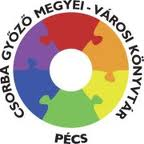 CSORBA GYŐZŐ MEGYEI-VÁROSI KÖNYVTÁR
PÉCS